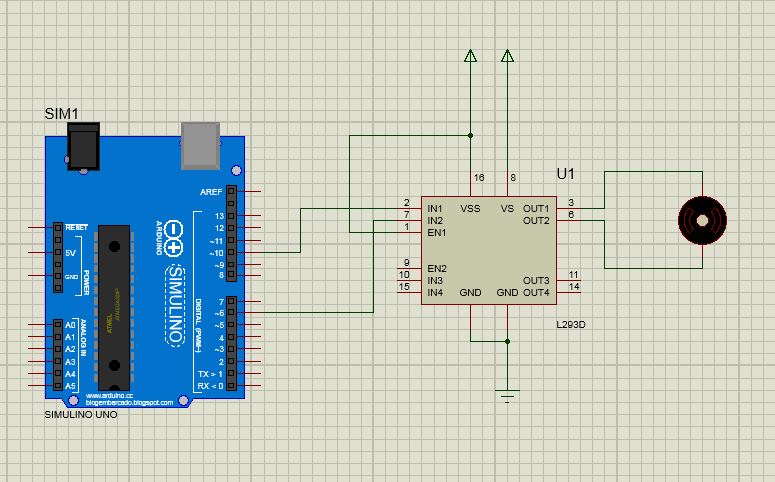 SIM1
AREF
RESET
5V
GND
POWER
13
12
~11
~10
~9
8
ARDUINO
SIMULINO
DIGITAL (PWM~)
7
~6
~5
4
~3
2
TX > 1
RX < 0
ANALOG IN
A0
A1
A2
A3
A4
A5
ATMEL
www.arduino.cc
blogembarcado.blogspot.com
SIMULINO UNO
U1
16
8
2
7
1
9
10
15
IN1
IN2
EN1
EN2
IN3
IN4
VSS
VS
OUT1
OUT2
OUT3
OUT4
GND
GND
3
6
11
14
L293D